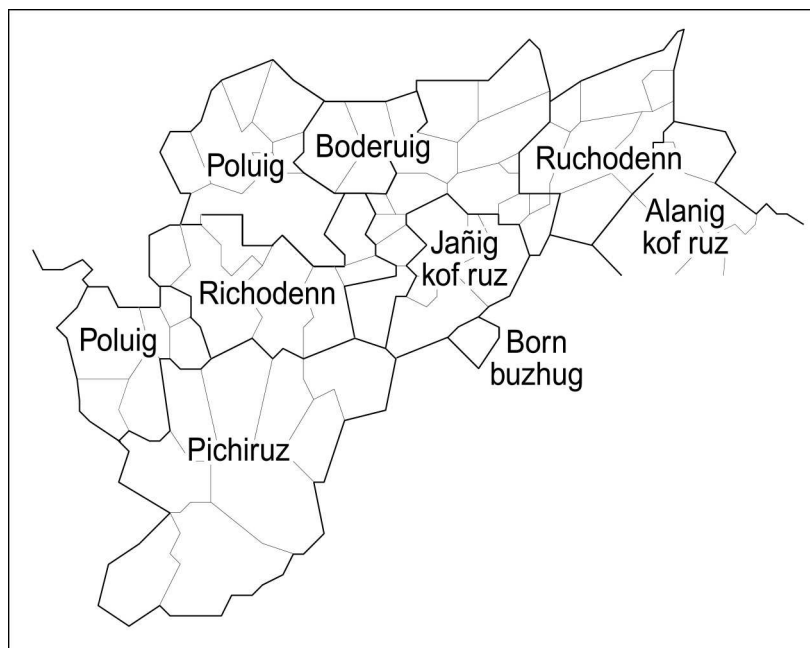 Poluig
Boderuig
Ruchodenn
Alanig
kof ruz
Jañig
kof ruz
Richodenn
Poluig
Born
buzhug
Pichiruz